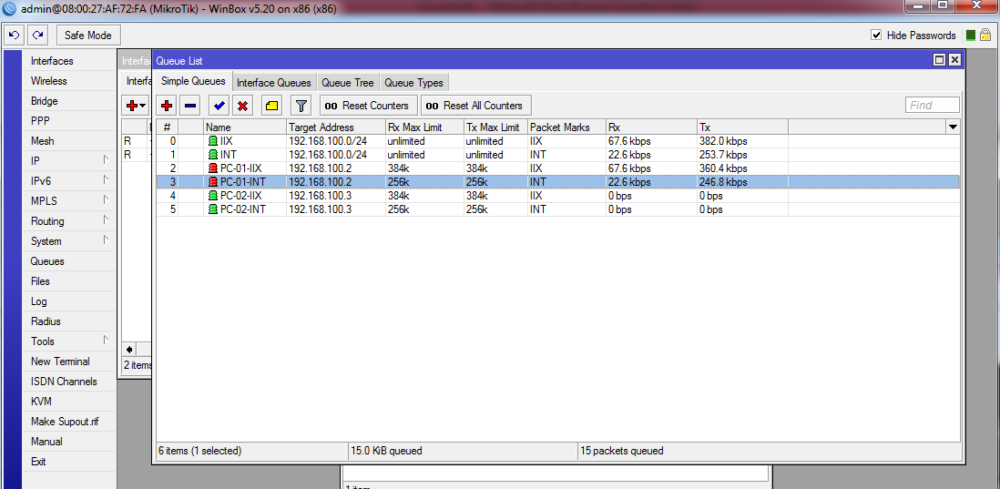 admin@08:00:27:AF:72:FA (MikroTik) - WinBox v5.20 on x86 (x86)
Safe Mode
Hide Passwords
Interfaces
Wireless
Bridge
PPP
Mesh
IP
IPv6
MPLS
Routing
System
Queues
Files
Log
Radius
Tools
New Terminal
ISDN Channels
KVM
Make Supout.rif
Manual
Exit
R
R
2 items
Queue List
Simple Queues Interface Queues Queue Tree Queue Types
00 Reset Counters 00 Reset All Counters Find
# Name Target Address Rx Max Limit Tx Max Limit Packet Marks Rx Tx
0 IIX 192.168.100.0/24 unlimited unlimited IIX 67.6 kbps 382.0 kbps
1 INT 192.168.100.0/24 unlimited unlimited INT 22.6 kbps 253.7 kbps
2 PC-01-IIX 192.168.100.2 384k 384k IIX 67.6 kbps 360.4 kbps
3 PC-01-INT 192.168.100.2 256k 256k INT 22.6 kbps 246.8 kbps
4 PC-02-IIX 192.168.100.3 384k 384k IIX 0 bps 0 bps
5 PC-02-INT 192.168.100.3 256k 256k INT 0 bps 0 bps
6 items (1 selected) 15.0 KiB queued 15 packets queued
1 item